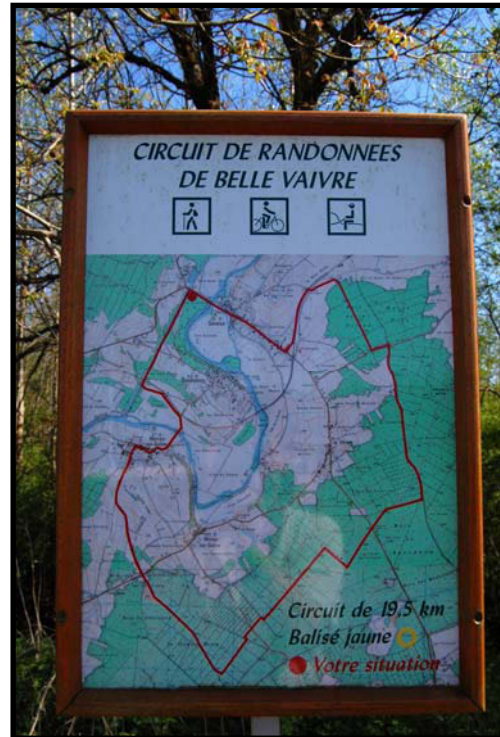 CIRCUIT DE RANDONNEES
DE BELLE VAIVRE
Circuit de 19,5 km
Balisé jaune
Votre situation